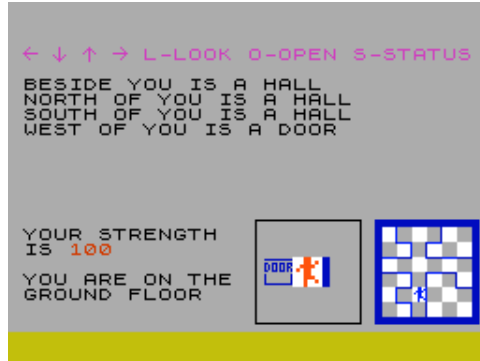 ← ↓ ↑ → L-LOOK O-OPEN S-STATUS
BESIDE YOU IS A HALL
NORTH OF YOU IS A HALL
SOUTH OF YOU IS A HALL
WEST OF YOU IS A DOOR
YOUR STRENGTH
IS 100
YOU ARE ON THE
GROUND FLOOR
DOOR